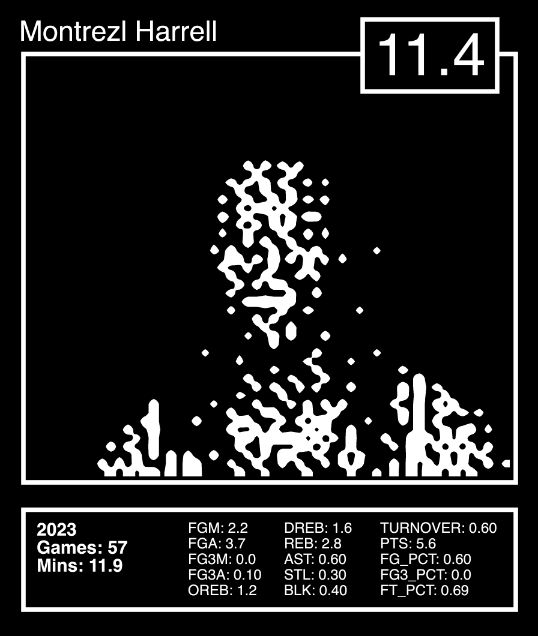 Montrezl Harrell
11.4
2023
Games: 57
Mins: 11.9
FGM: 2.2
FGA: 3.7
FG3M: 0.0
FG3A: 0.10
OREB: 1.2
DREB: 1.6
REB: 2.8
AST: 0.60
STL: 0.30
BLK: 0.40
TURNOVER: 0.60
PTS: 5.6
FG_PCT: 0.60
FG3_PCT: 0.0
FT_PCT: 0.69